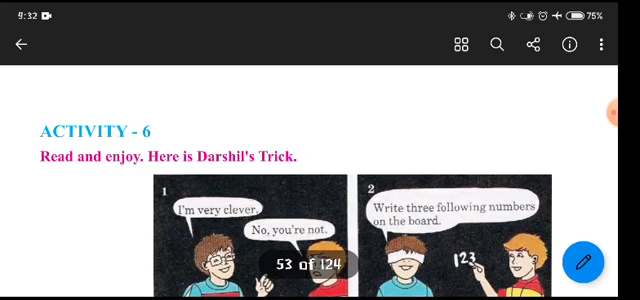 9:32
75%
ACTIVITY - 6
Read and enjoy. Here is Darshil's Trick.
1
I'm very clever.
No, you're not.
2
Write three following numbers
on the board.
123
53 of 124